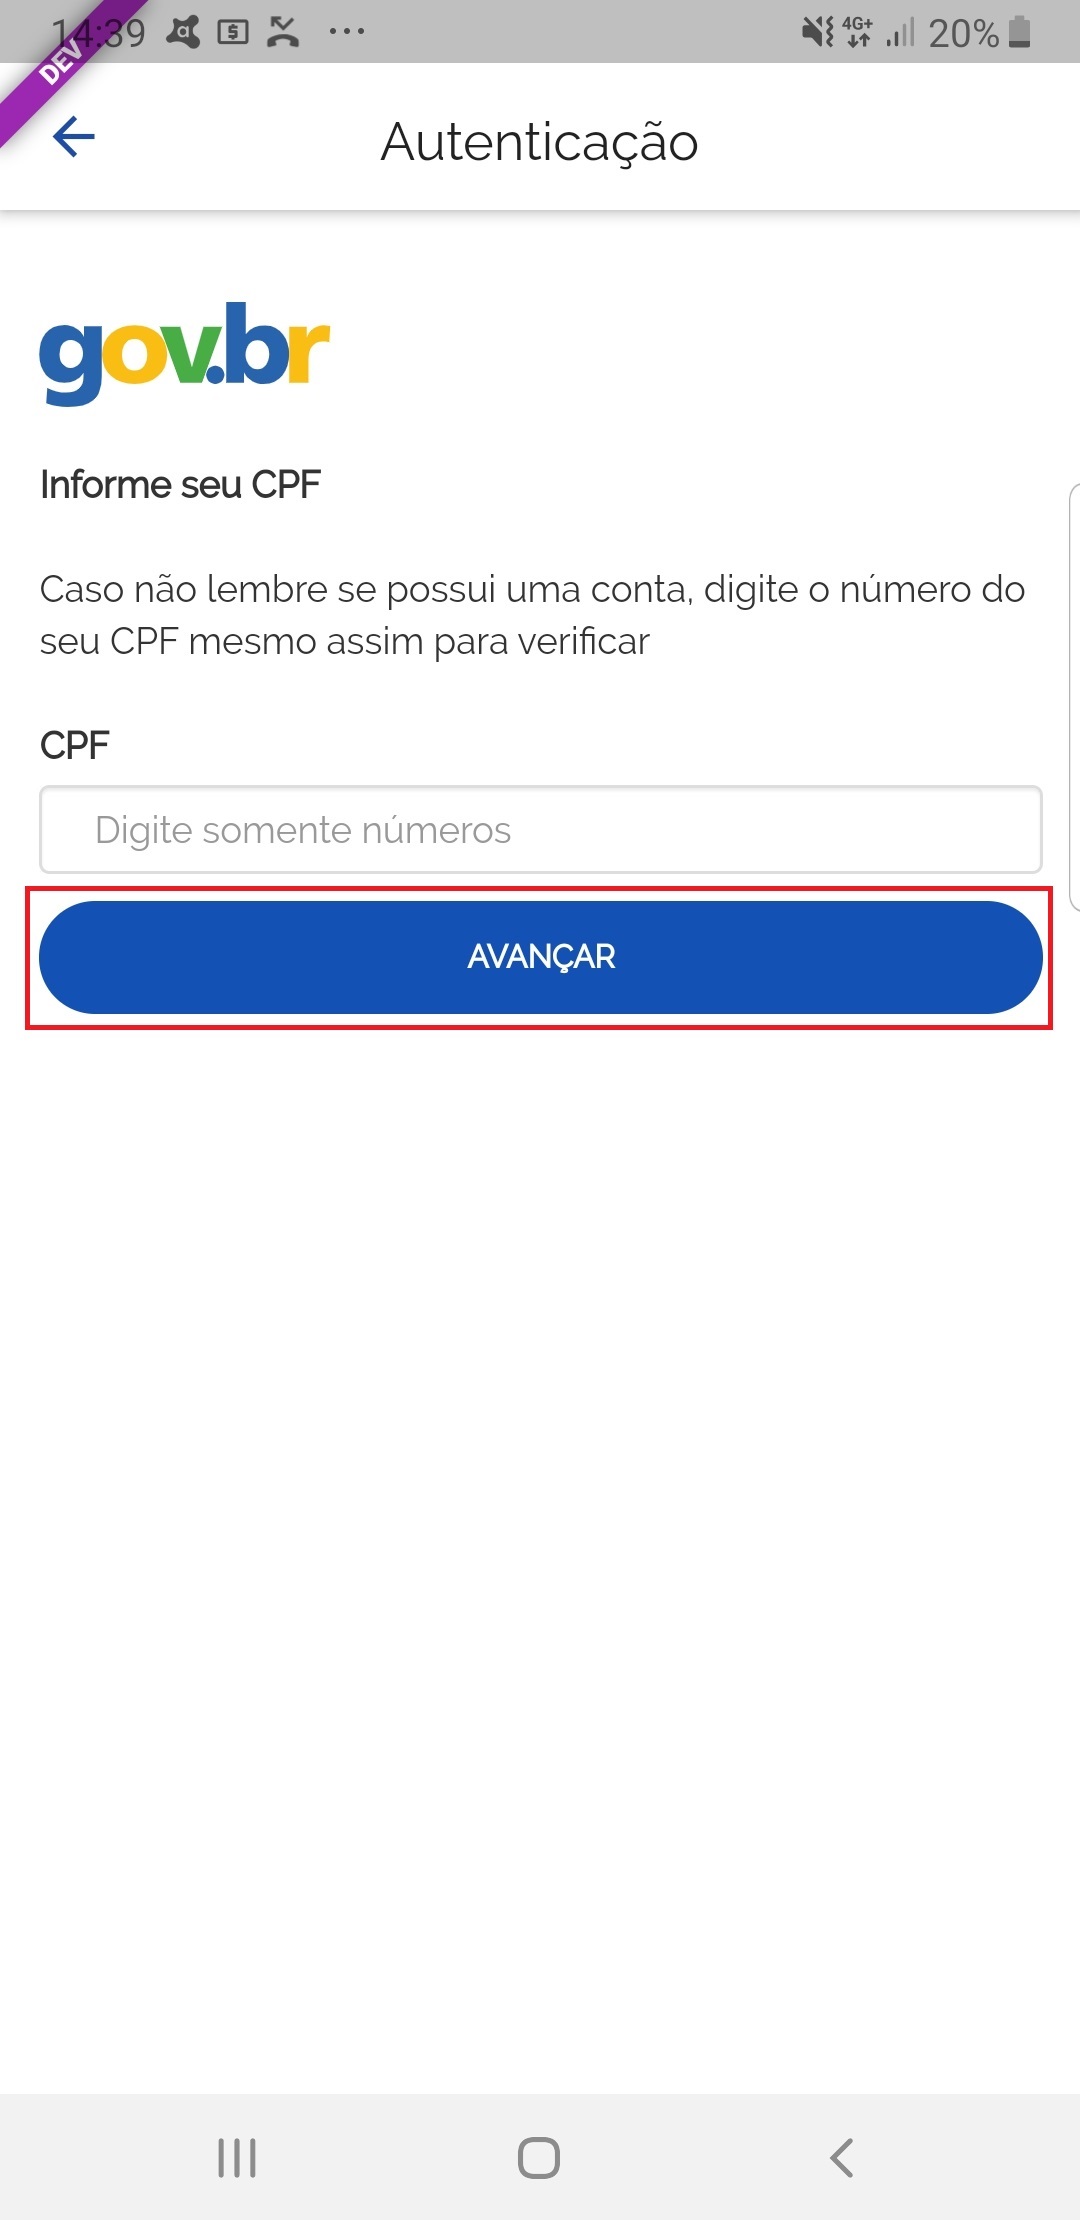 14:39
4G+
20%
DEV
Autenticação
gov.br
Informe seu CPF
Caso não lembre se possui uma conta, digite o número do
seu CPF mesmo assim para verificar
CPF
Digite somente números
AVANÇAR